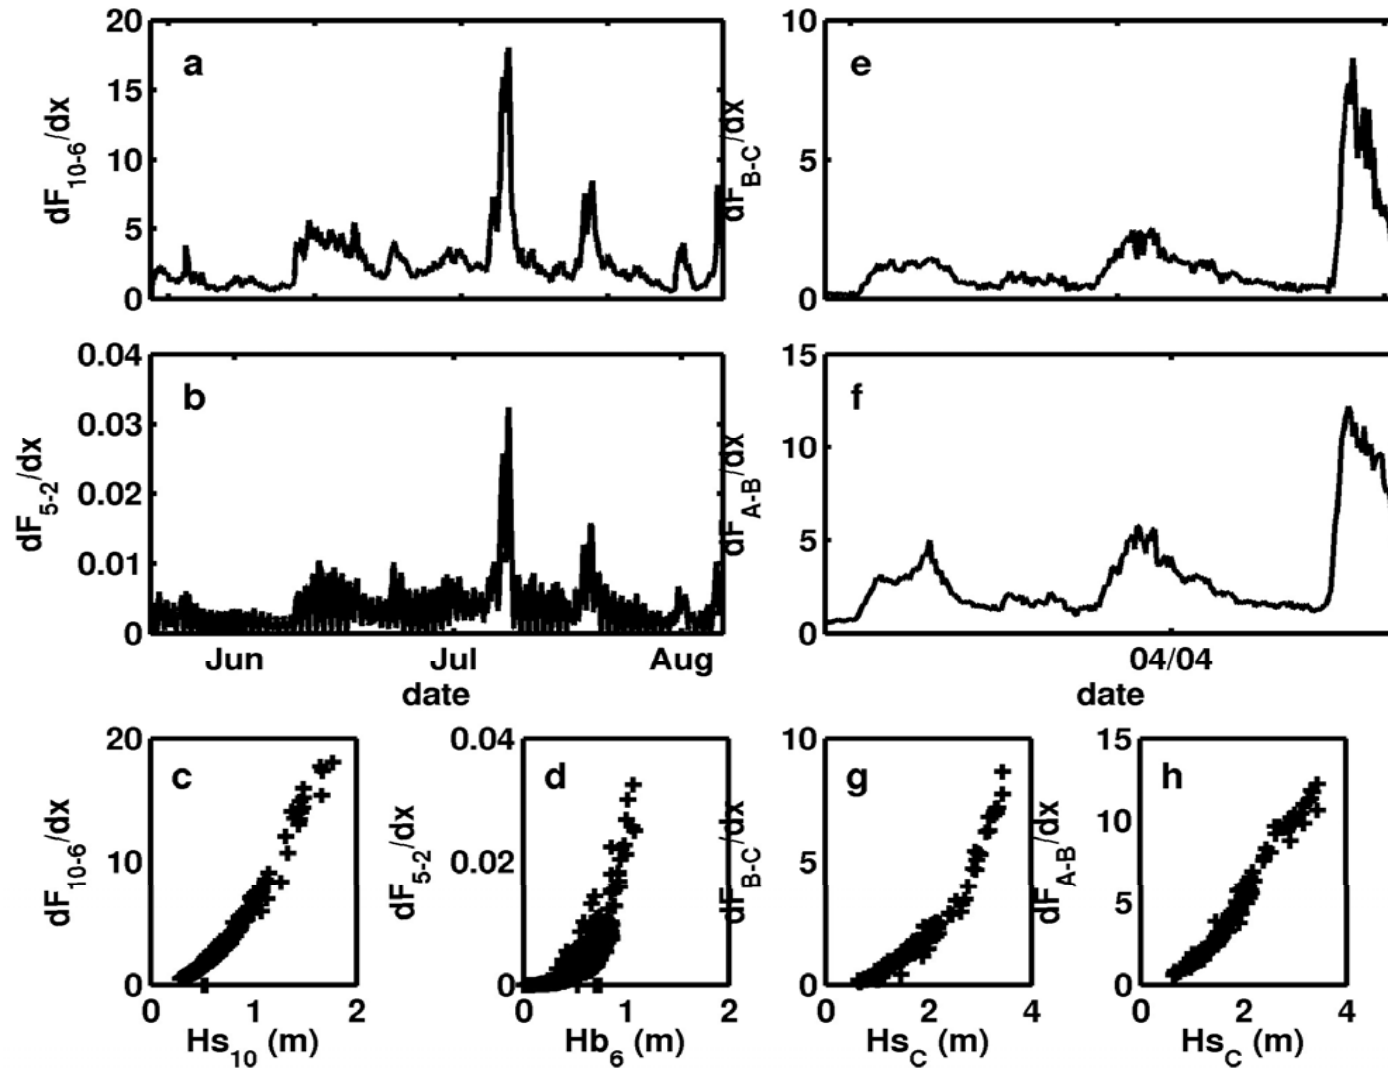 20
15
10
5
0
dF10-6/dx
a
10
5
0
dFB-C/dx
e
0.04
0.03
0.02
0.01
0
dF5-2/dx
b
Jun
Jul
Aug
date
15
10
5
0
dFA-B/dx
f
04/04
date
20
10
0
dF10-6/dx
c
0
1
2
Hs10 (m)
0.04
0.02
0
dF5-2/dx
d
0
1
2
Hb6 (m)
10
5
0
dFB-C/dx
g
0
2
4
HsC (m)
15
10
5
0
dFA-B/dx
h
0
2
4
HsC (m)